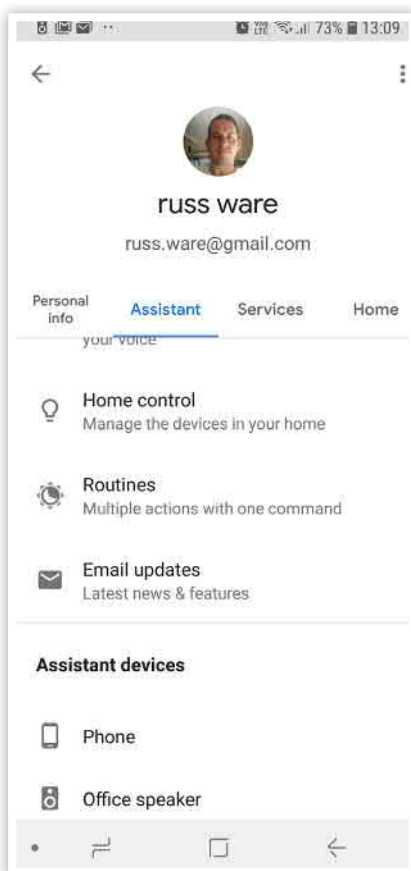 VoD LTE 73% 13:09
russ ware
russ.ware@gmail.com
Personal info Assistant Services Home
your voice
Home control
Manage the devices in your home
Routines
Multiple actions with one command
Email updates
Latest news & features
Assistant devices
Phone
Office speaker